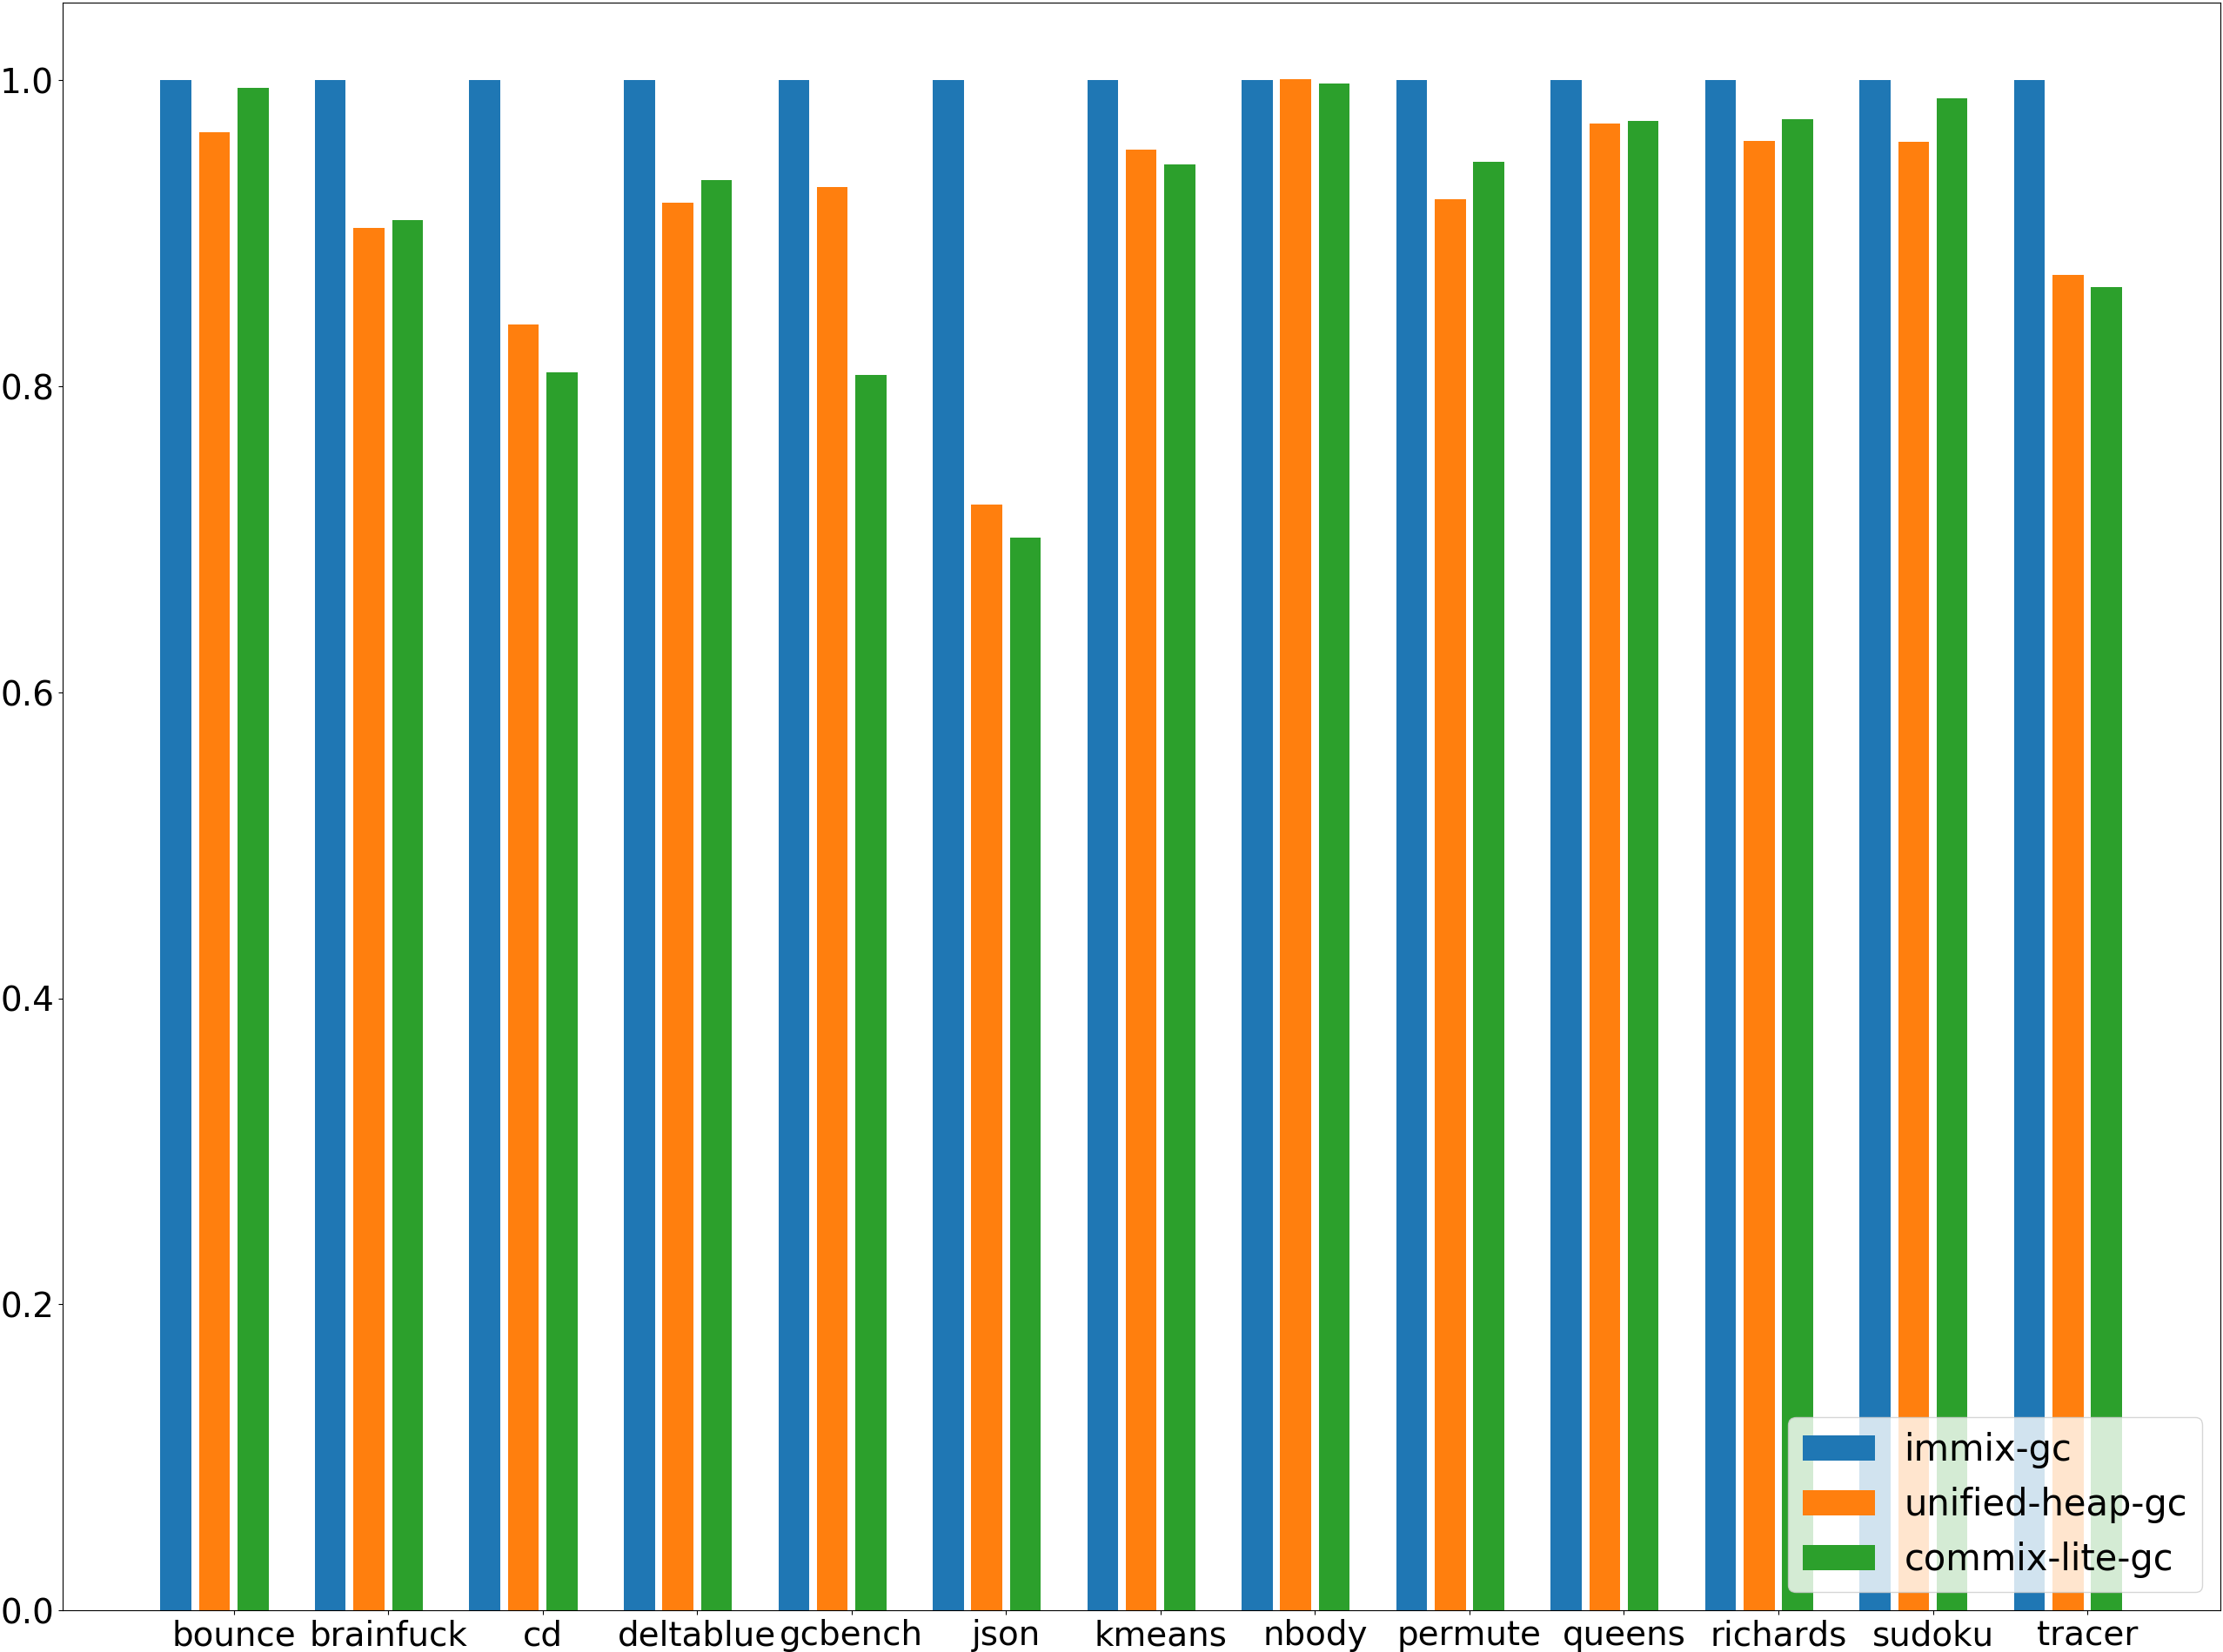 1.0
0.8
0.6
0.4
0.2
0.0
bounce brainfuck cd deltablue gcbench json kmeans nbody permute queens richards sudoku tracer
immix-gc
unified-heap-gc
commix-lite-gc